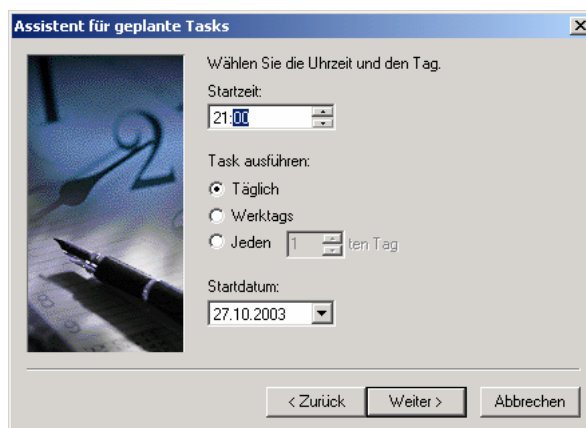 Assistent für geplante Tasks
Wählen Sie die Uhrzeit und den Tag.
Startzeit:
21:00
Task ausführen:
Täglich
Werktags
Jeden 1 ten Tag
Startdatum:
27.10.2003
< Zurück Weiter > Abbrechen